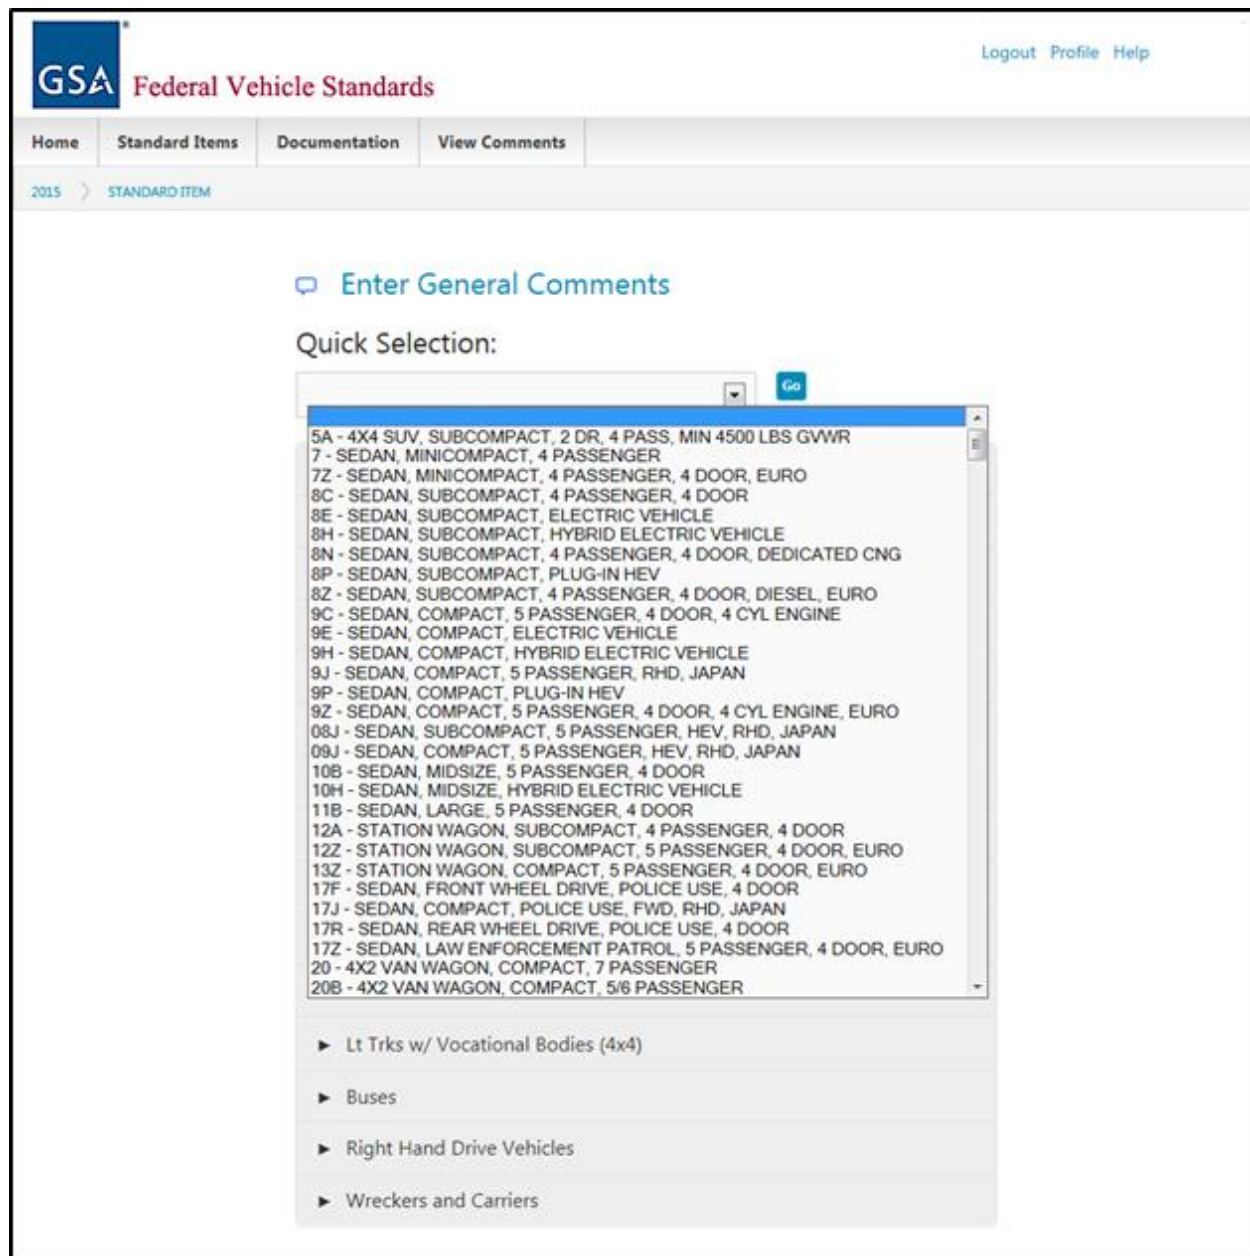 Logout Profile Help
GSA Federal Vehicle Standards
Home Standard Items Documentation View Comments
2015 STANDARD ITEM
Enter General Comments
Quick Selection:
Go
5A - 4X4 SUV, SUBCOMPACT, 2 DR, 4 PASS, MIN 4500 LBS GVWR
7 - SEDAN, MINICOMPACT, 4 PASSENGER
7Z - SEDAN, MINICOMPACT, 4 PASSENGER, 4 DOOR, EURO
8C - SEDAN, SUBCOMPACT, 4 PASSENGER, 4 DOOR
8E - SEDAN, SUBCOMPACT, ELECTRIC VEHICLE
8H - SEDAN, SUBCOMPACT, HYBRID ELECTRIC VEHICLE
8N - SEDAN, SUBCOMPACT, 4 PASSENGER, 4 DOOR, DEDICATED CNG
8P - SEDAN, SUBCOMPACT, PLUG-IN HEV
8Z - SEDAN, SUBCOMPACT, 4 PASSENGER, 4 DOOR, DIESEL, EURO
9C - SEDAN, COMPACT, 5 PASSENGER, 4 DOOR, 4 CYL ENGINE
9E - SEDAN, COMPACT, ELECTRIC VEHICLE
9H - SEDAN, COMPACT, HYBRID ELECTRIC VEHICLE
9J - SEDAN, COMPACT, 5 PASSENGER, RHD, JAPAN
9P - SEDAN, COMPACT, PLUG-IN HEV
9Z - SEDAN, COMPACT, 5 PASSENGER, 4 DOOR, 4 CYL ENGINE, EURO
08J - SEDAN, SUBCOMPACT, 5 PASSENGER, HEV, RHD, JAPAN
09J - SEDAN, COMPACT, 5 PASSENGER, HEV, RHD, JAPAN
10B - SEDAN, MIDSIZE, 5 PASSENGER, 4 DOOR
10H - SEDAN, MIDSIZE, HYBRID ELECTRIC VEHICLE
11B - SEDAN, LARGE, 5 PASSENGER, 4 DOOR
12A - STATION WAGON, SUBCOMPACT, 4 PASSENGER, 4 DOOR
12Z - STATION WAGON, SUBCOMPACT, 5 PASSENGER, 4 DOOR, EURO
13Z - STATION WAGON, COMPACT, 5 PASSENGER, 4 DOOR, EURO
17F - SEDAN, FRONT WHEEL DRIVE, POLICE USE, 4 DOOR
17J - SEDAN, COMPACT, POLICE USE, FWD, RHD, JAPAN
17R - SEDAN, REAR WHEEL DRIVE, POLICE USE, 4 DOOR
17Z - SEDAN, LAW ENFORCEMENT PATROL, 5 PASSENGER, 4 DOOR, EURO
20 - 4X2 VAN WAGON, COMPACT, 7 PASSENGER
20B - 4X2 VAN WAGON, COMPACT, 5/6 PASSENGER
Lt Trks w/ Vocational Bodies (4x4)
Buses
Right Hand Drive Vehicles
Wreckers and Carriers